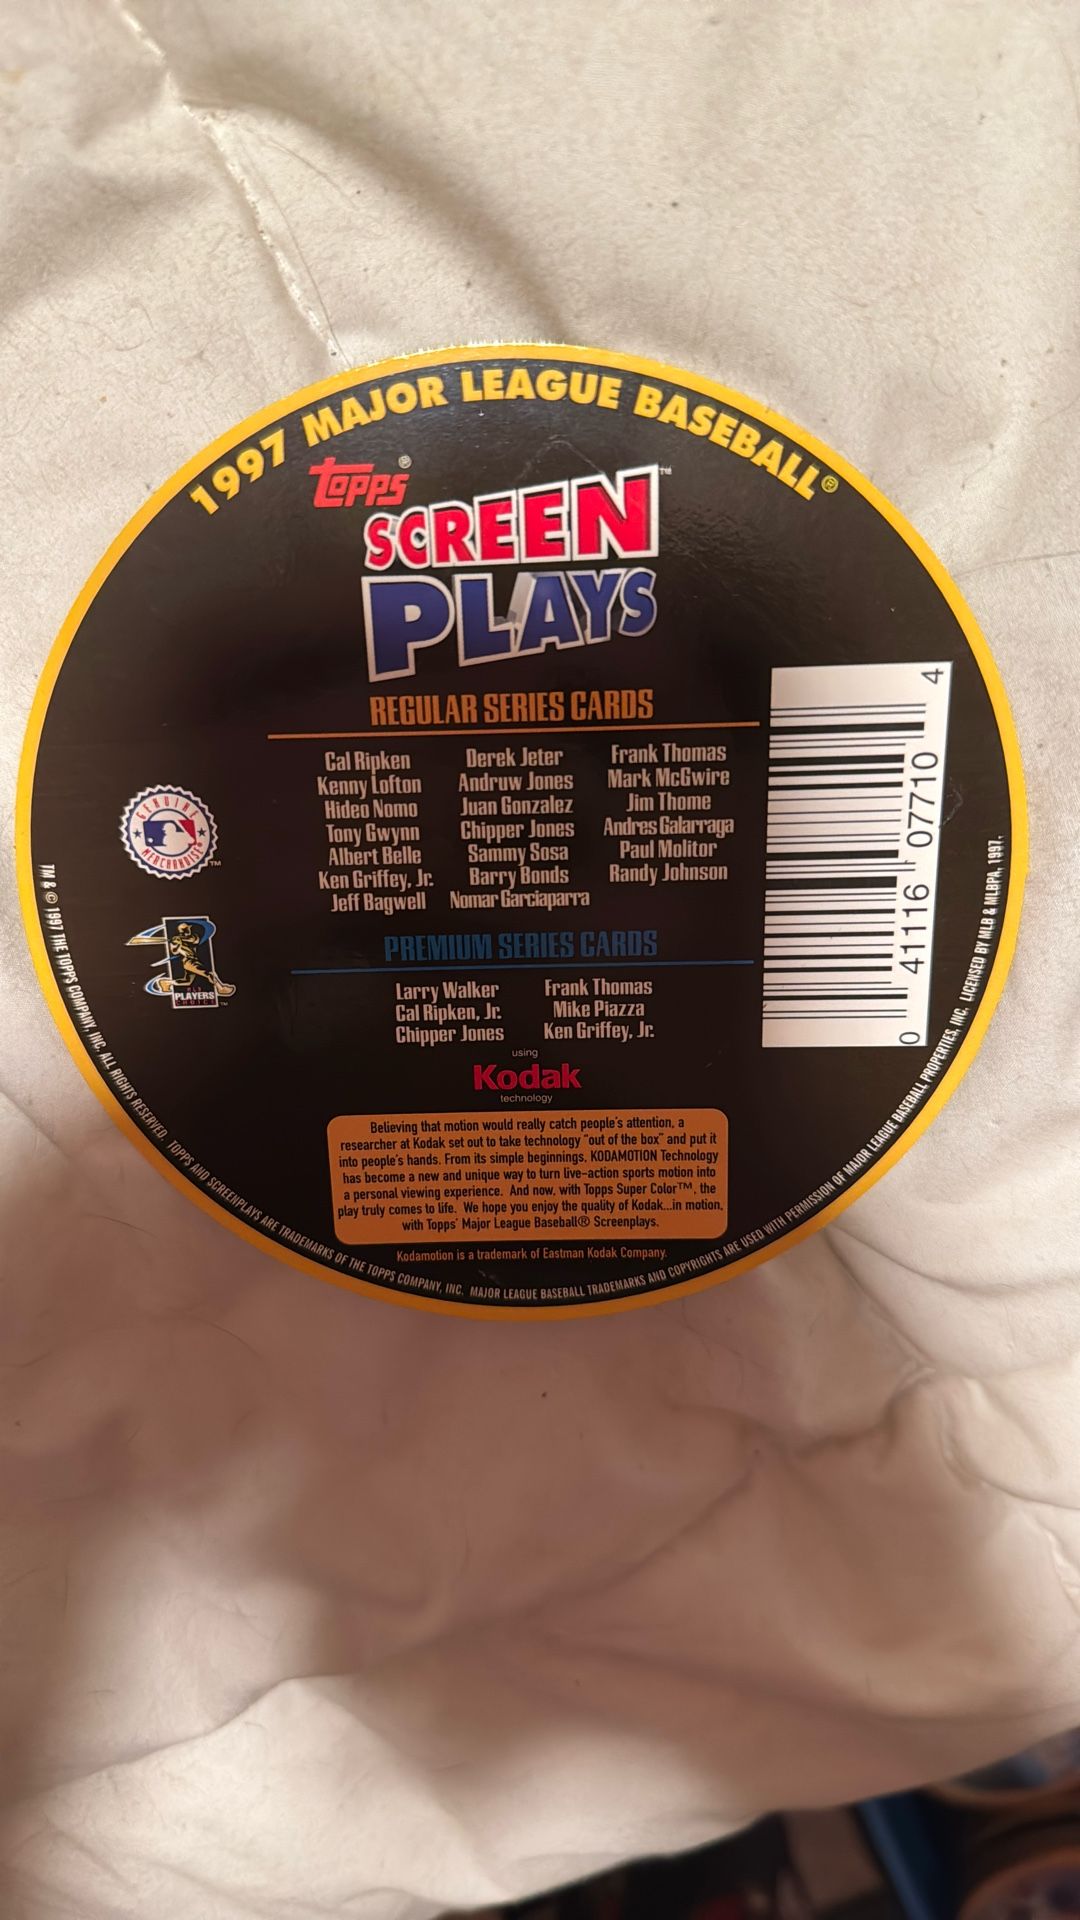 1997 MAJOR LEAGUE BASEBALL®
Topps®
SCREEN™
PLAYS
REGULAR SERIES CARDS
Cal Ripken Derek Jeter Frank Thomas
Kenny Lofton Andruw Jones Mark McGwire
Hideo Nomo Juan Gonzalez Jim Thome
Tony Gwynn Chipper Jones Andres Galarraga
Albert Belle Sammy Sosa Paul Molitor
Ken Griffey, Jr. Barry Bonds Randy Johnson
Jeff Bagwell Nomar Garciaparra
PREMIUM SERIES CARDS
Larry Walker Frank Thomas
Cal Ripken, Jr. Mike Piazza
Chipper Jones Ken Griffey, Jr.
using
Kodak
technology
Believing that motion would really catch people's attention, a
researcher at Kodak set out to take technology "out of the box" and put it
into people's hands. From its simple beginnings, KODAMOTION Technology
has become a new and unique way to turn live-action sports motion into
a personal viewing experience. And now, with Topps Super Color™, the
play truly comes to life. We hope you enjoy the quality of Kodak...in motion,
with Topps' Major League Baseball® Screenplays.
Kodamotion is a trademark of Eastman Kodak Company.
GENUINE
MERCHANDISE
™
PLAYERS
CHOICE
™
0 41116 07710 4
TM & © 1997 THE TOPPS COMPANY, INC. ALL RIGHTS RESERVED. TOPPS AND SCREENPLAYS ARE TRADEMARKS OF THE TOPPS COMPANY, INC. MAJOR LEAGUE BASEBALL TRADEMARKS AND COPYRIGHTS ARE USED WITH PERMISSION OF MAJOR LEAGUE BASEBALL PROPERTIES, INC. LICENSED BY MLB & MLBPA, 1997.